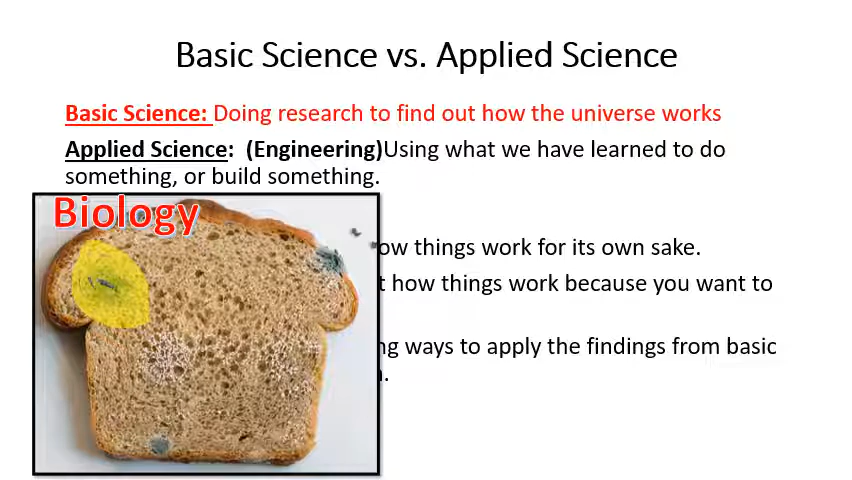 Basic Science vs. Applied Science
Basic Science: Doing research to find out how the universe works
Applied Science: (Engineering)Using what we have learned to do
something, or build something.
Biology
how things work for its own sake.
how things work because you want to
ways to apply the findings from basic